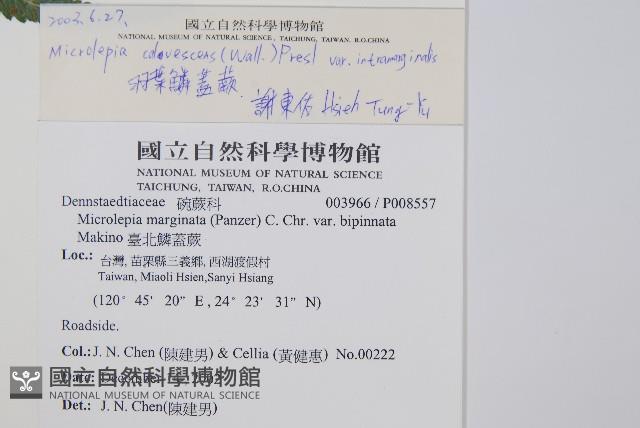 2003.6.27.
國立自然科學博物館
NATIONAL MUSEUM OF NATURAL SCIENCE, TAICHUNG, TAIWAN, R.O.CHINA
Microlepia calvescens (Wall.) Presl var. intramarginalis
羽葉鱗蓋蕨
謝東佑 Hsieh Tung-Yu
國立自然科學博物館
NATIONAL MUSEUM OF NATURAL SCIENCE
TAICHUNG, TAIWAN, R.O.CHINA
Dennstaedtiaceae 碗蕨科 003966 / P008557
Microlepia marginata (Panzer) C. Chr. var. bipinnata
Makino 臺北鱗蓋蕨
Loc.: 台灣, 苗栗縣三義鄉, 西湖渡假村
Taiwan, Miaoli Hsien,Sanyi Hsiang
(120° 45' 20" E , 24° 23' 31" N)
Roadside.
Col.: J. N. Chen (陳建男) & Cellia (黃健惠) No.00222
Date: December
Det.: J. N. Chen(陳建男)
國立自然科學博物館
NATIONAL MUSEUM OF NATURAL SCIENCE